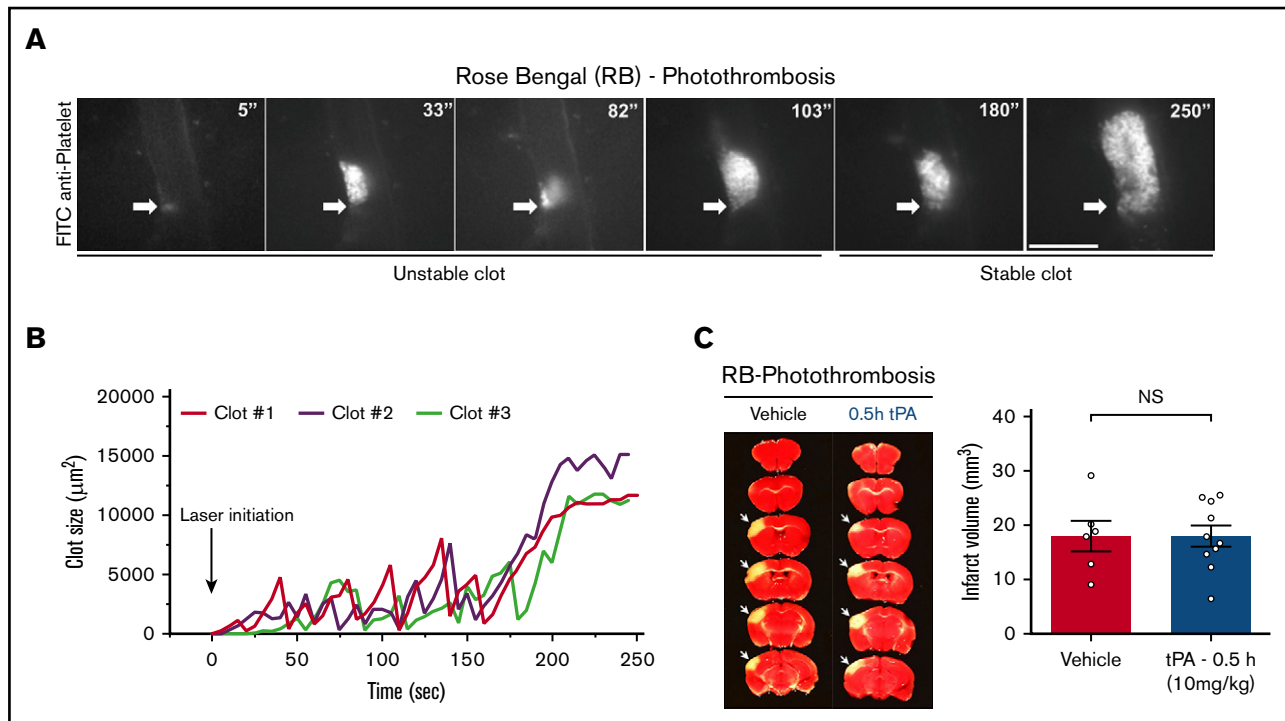 A
Rose Bengal (RB) - Photothrombosis
FITC anti-Platelet
5”
33”
82”
103”
180”
250”
Unstable clot
Stable clot
B
Clot size (μm²)
20000
15000
10000
5000
0
Clot #1
Clot #2
Clot #3
Laser initiation
0
50
100
150
200
250
Time (sec)
C
RB-Photothrombosis
Vehicle
0.5h tPA
Infarct volume (mm³)
40
30
20
10
0
NS
Vehicle
tPA - 0.5 h
(10mg/kg)